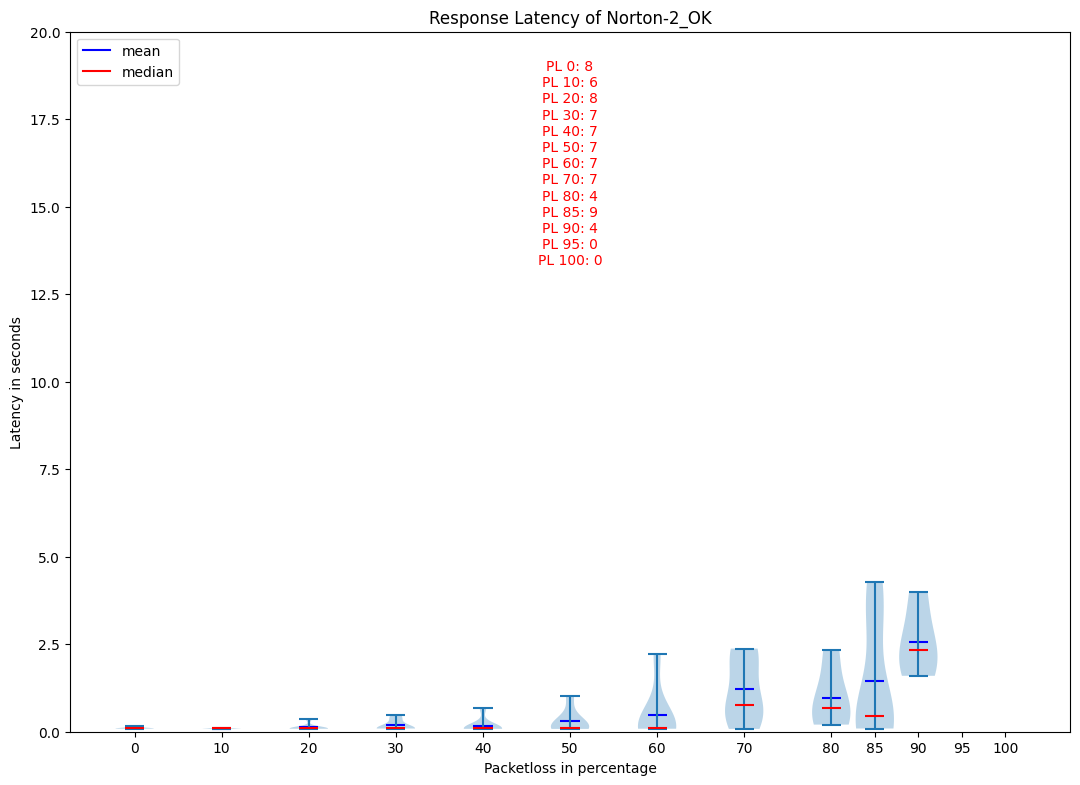 Response Latency of Norton-2_OK
20.0
17.5
15.0
12.5
10.0
7.5
5.0
2.5
0.0
Latency in seconds
mean
median
PL 0: 8
PL 10: 6
PL 20: 8
PL 30: 7
PL 40: 7
PL 50: 7
PL 60: 7
PL 70: 7
PL 80: 4
PL 85: 9
PL 90: 4
PL 95: 0
PL 100: 0
0 10 20 30 40 50 60 70 80 85 90 95 100
Packetloss in percentage